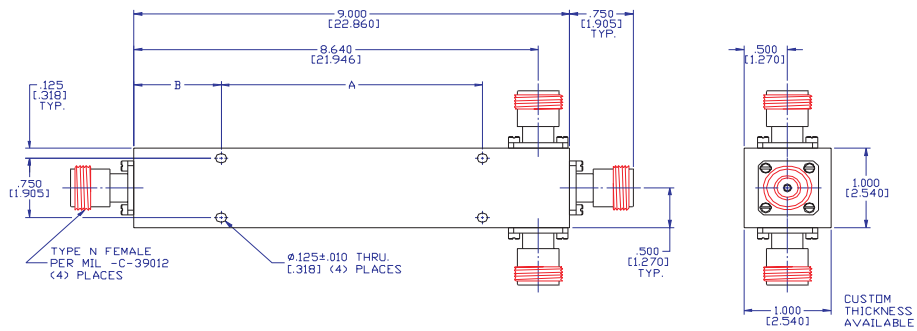 9.000
[22.860]
.750
[1.905]
TYP.
8.640
[21.946]
.500
[1.270]
.125
[.318]
TYP.
B
A
.750
[1.905]
1.000
[2.540]
TYPE N FEMALE
PER MIL -C-39012
(4) PLACES
ø.125±.010 THRU.
[.318] (4) PLACES
.500
[1.270]
TYP.
1.000
[2.540]
CUSTOM
THICKNESS
AVAILABLE